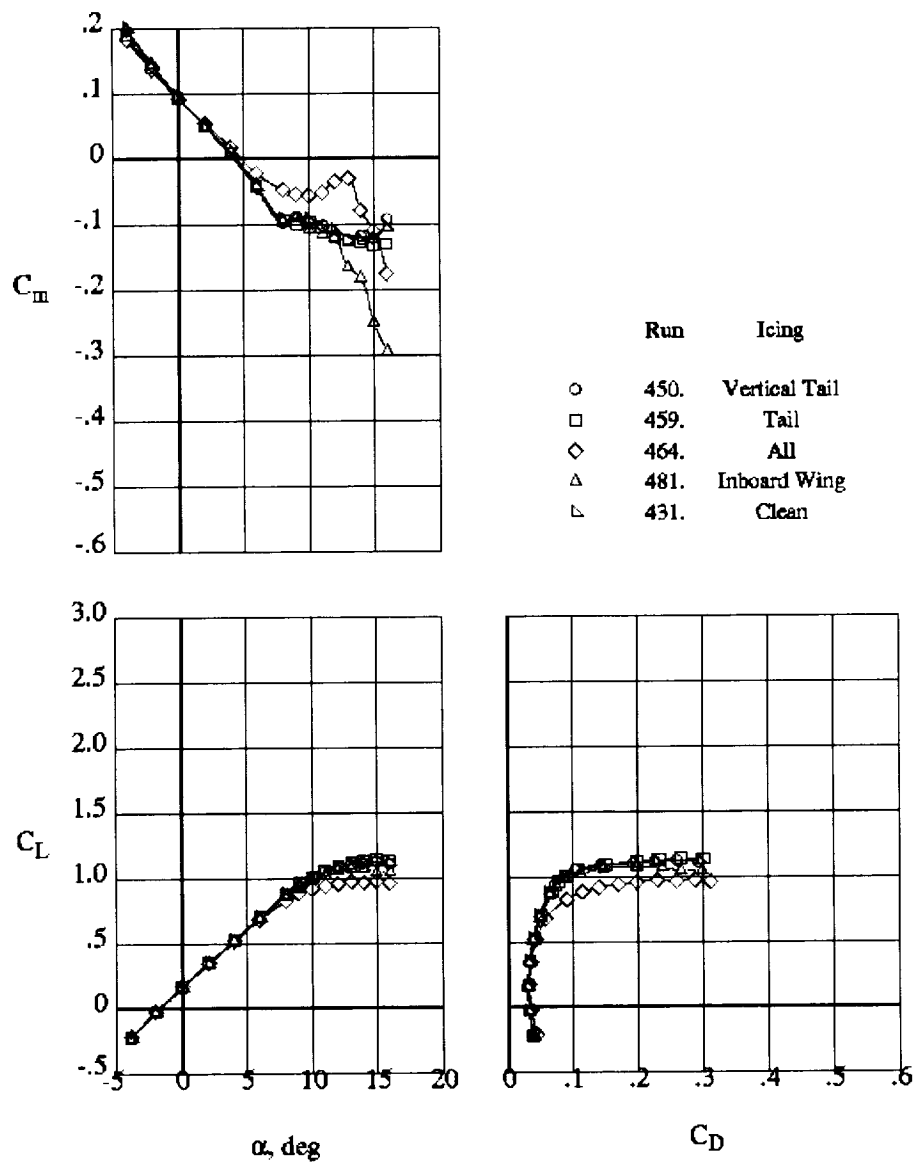 .2
.1
0
-.1
C_m
-.2
-.3
-.4
-.5
-.6
Run Icing
450. Vertical Tail
459. Tail
464. All
481. Inboard Wing
431. Clean
3.0
2.5
2.0
1.5
C_L
1.0
.5
0
-.5
-5 0 5 10 15 20
α, deg
0 .1 .2 .3 .4 .5 .6
C_D